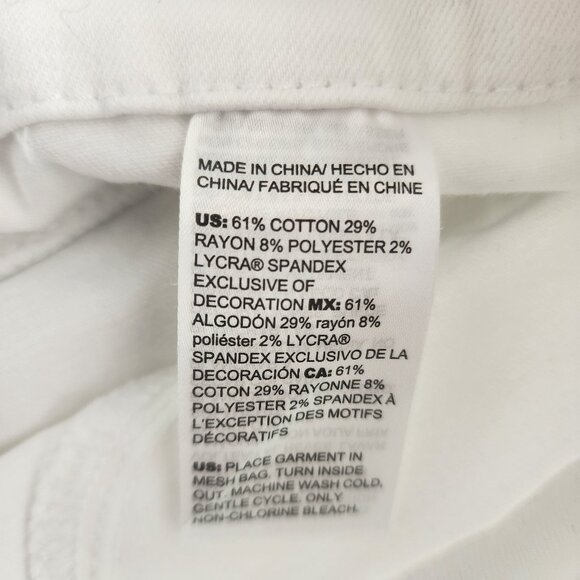 MADE IN CHINA/ HECHO EN
CHINA/ FABRIQUÉ EN CHINE
US: 61% COTTON 29%
RAYON 8% POLYESTER 2%
LYCRA® SPANDEX
EXCLUSIVE OF
DECORATION MX: 61%
ALGODÓN 29% rayón 8%
poliéster 2% LYCRA®
SPANDEX EXCLUSIVO DE LA
DECORACIÓN CA: 61%
COTON 29% RAYONNE 8%
POLYESTER 2% SPANDEX À
L'EXCEPTION DES MOTIFS
DÉCORATIFS
US: PLACE GARMENT IN
MESH BAG. TURN INSIDE
OUT. MACHINE WASH COLD,
GENTLE CYCLE. ONLY
NON-CHLORINE BLEACH